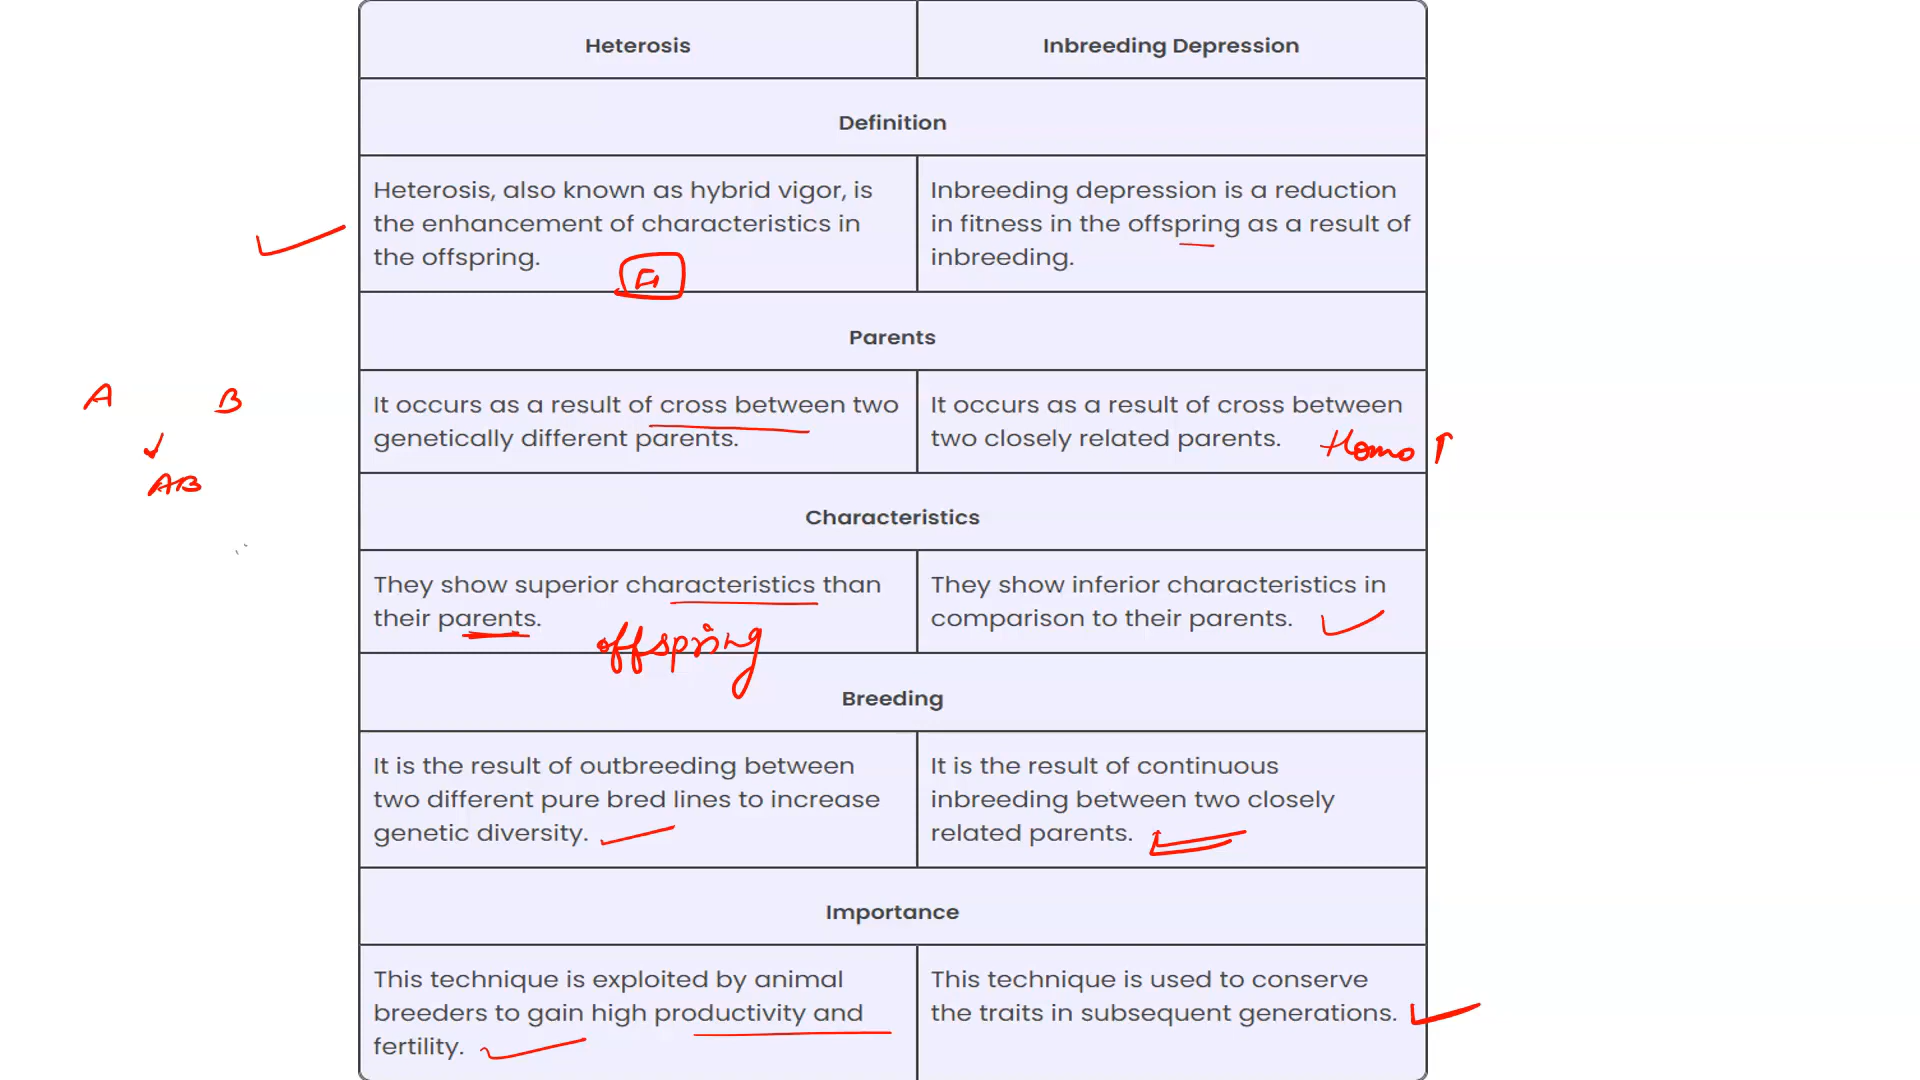 Heterosis
Inbreeding Depression
Definition
Heterosis, also known as hybrid vigor, is
the enhancement of characteristics in
the offspring.
Inbreeding depression is a reduction
in fitness in the offspring as a result of
inbreeding.
Parents
A B
AB
It occurs as a result of cross between two
genetically different parents.
It occurs as a result of cross between
two closely related parents.
Homo ↑
Characteristics
They show superior characteristics than
their parents.
offspring
They show inferior characteristics in
comparison to their parents.
Breeding
It is the result of outbreeding between
two different pure bred lines to increase
genetic diversity.
It is the result of continuous
inbreeding between two closely
related parents.
Importance
This technique is exploited by animal
breeders to gain high productivity and
fertility.
This technique is used to conserve
the traits in subsequent generations.